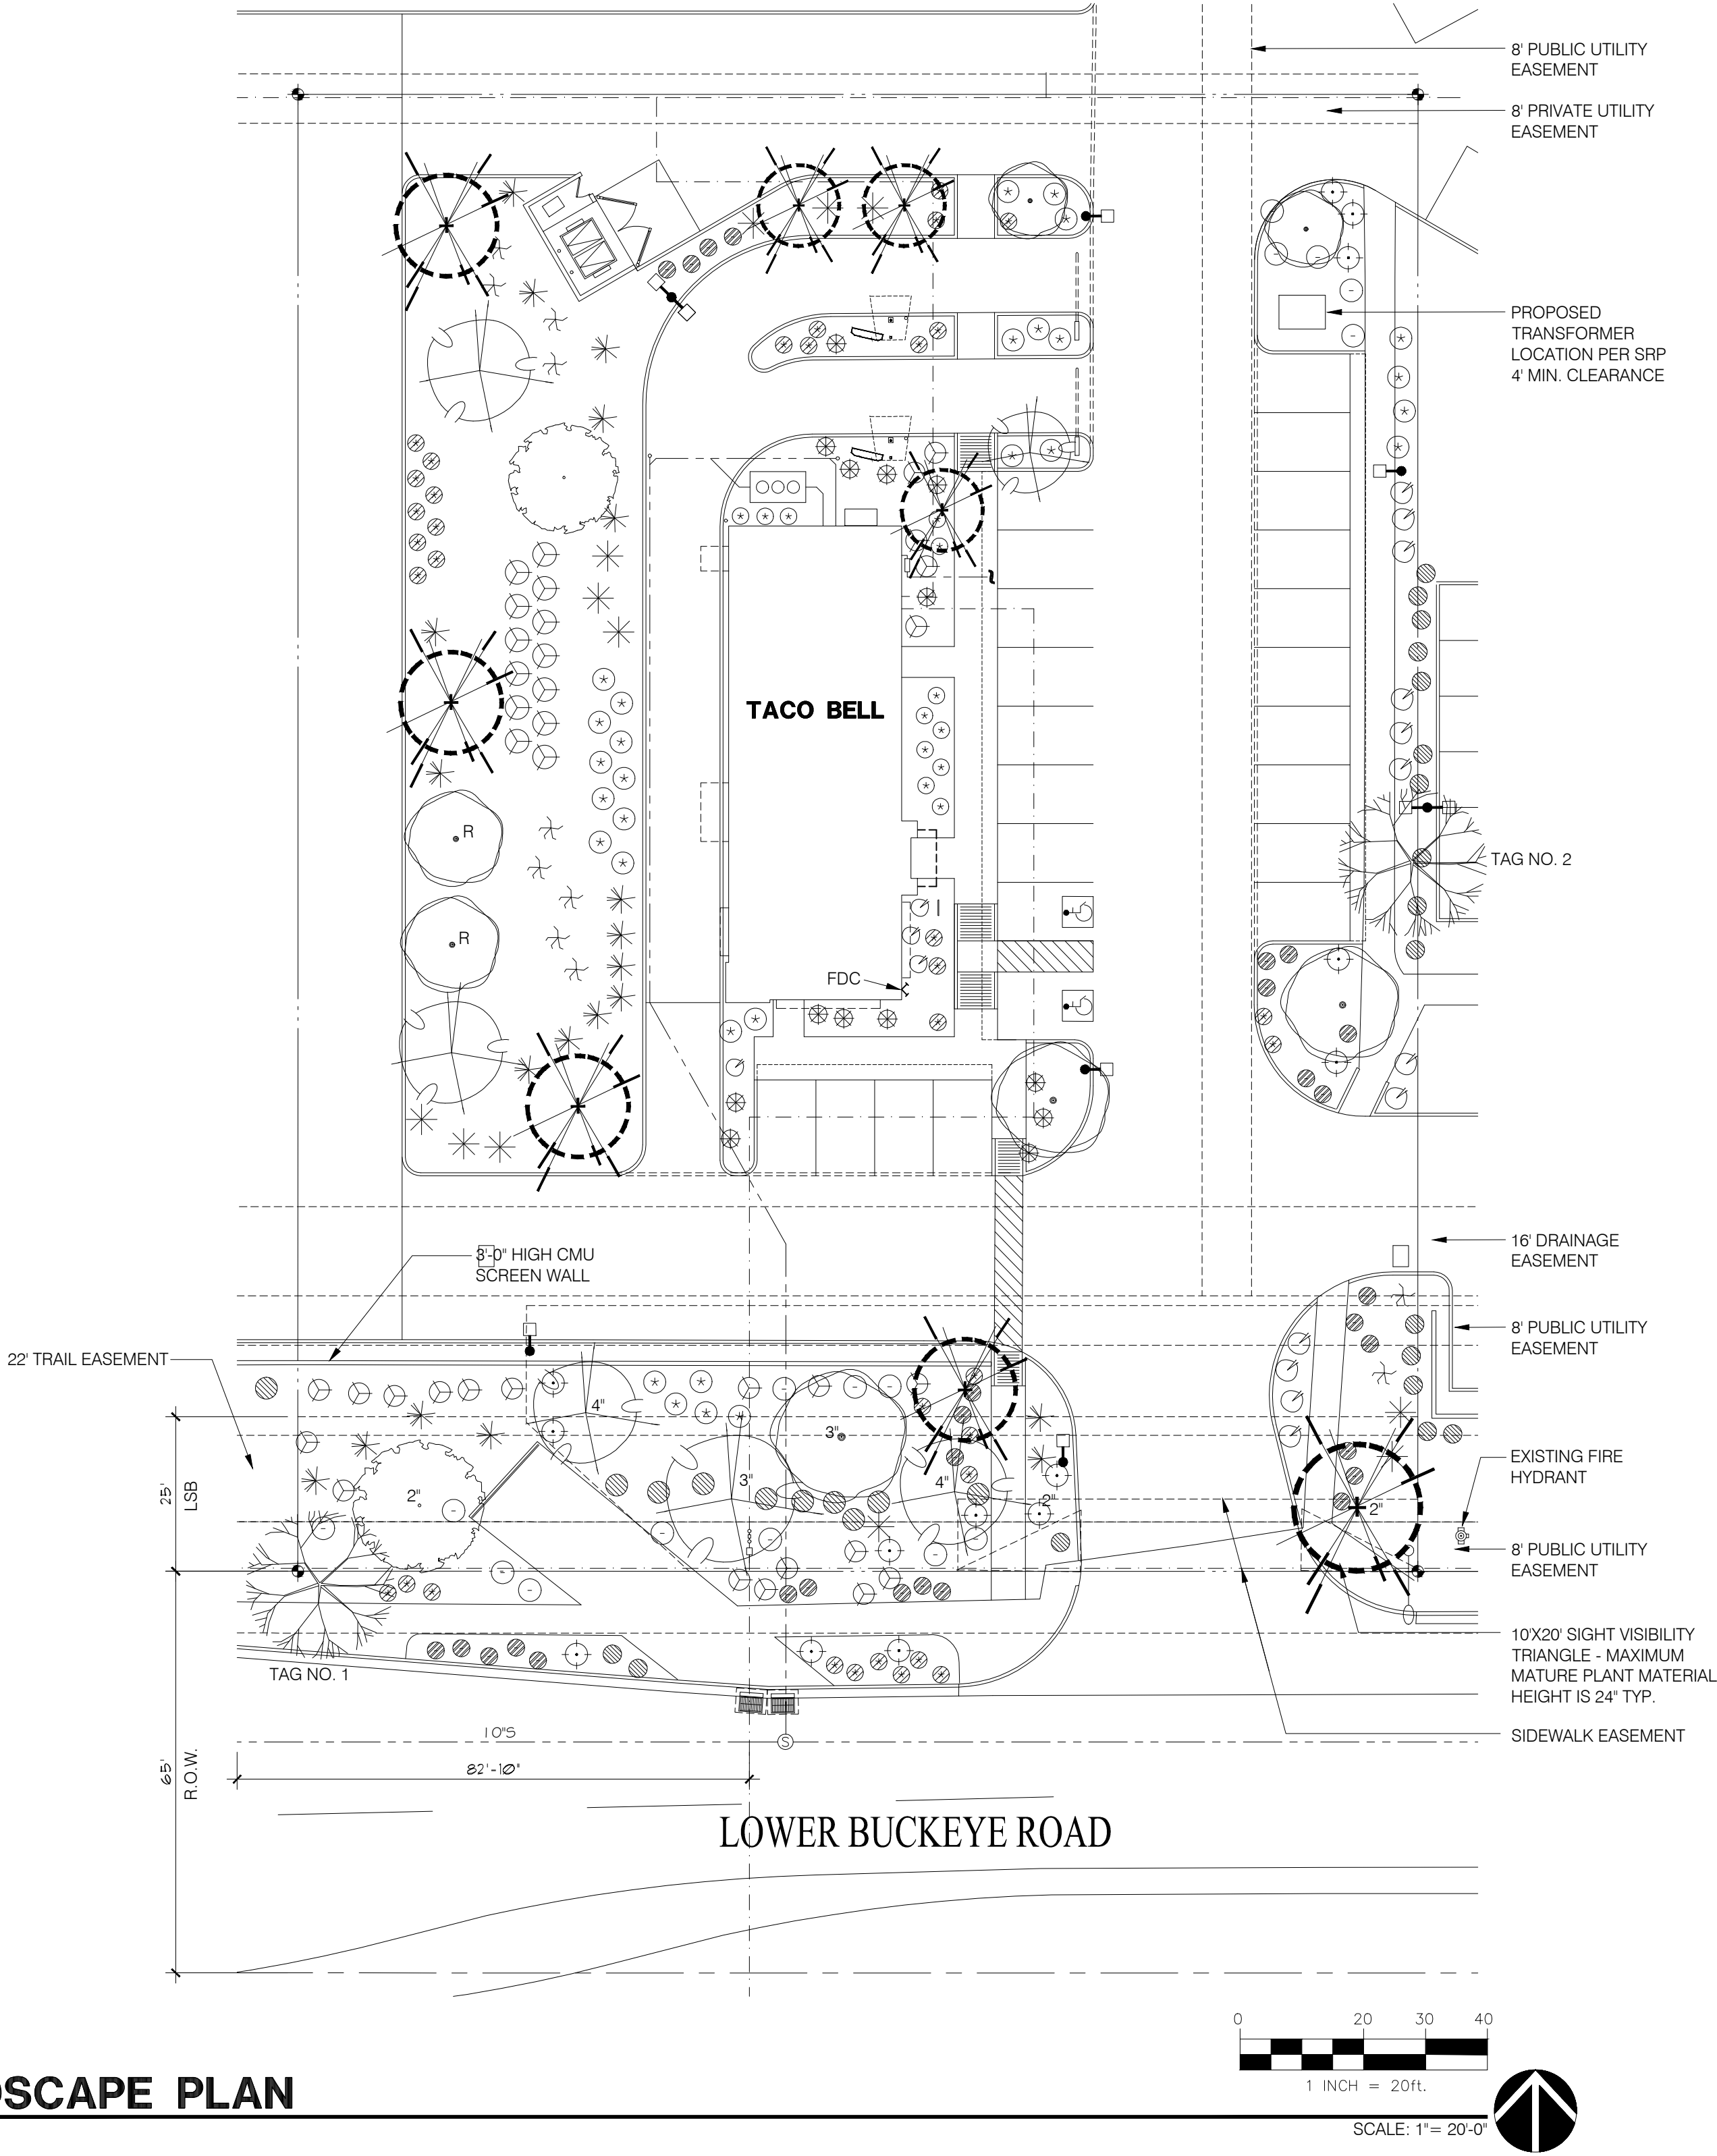 8' PUBLIC UTILITY
EASEMENT
8' PRIVATE UTILITY
EASEMENT
PROPOSED
TRANSFORMER
LOCATION PER SRP
4' MIN. CLEARANCE
TACO BELL
R
TAG NO. 2
R
FDC
3'-0" HIGH CMU
SCREEN WALL
16' DRAINAGE
EASEMENT
8' PUBLIC UTILITY
EASEMENT
22' TRAIL EASEMENT
4"
3"
25'
LSB
2"
3"
4"
2"
2"
EXISTING FIRE
HYDRANT
8' PUBLIC UTILITY
EASEMENT
10'X20' SIGHT VISIBILITY
TRIANGLE - MAXIMUM
MATURE PLANT MATERIAL
HEIGHT IS 24" TYP.
TAG NO. 1
SIDEWALK EASEMENT
10"S
S
65'
R.O.W.
82'-10"
LOWER BUCKEYE ROAD
0 20 30 40
1 INCH = 20ft.
SCAPE PLAN
SCALE: 1"= 20'-0"